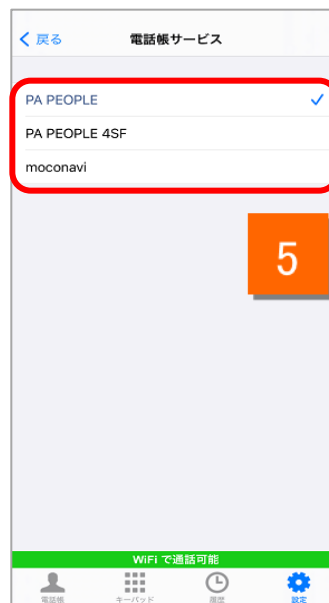 戻る 電話帳サービス
PA PEOPLE
PA PEOPLE 4SF
moconavi
5
WiFi で通話可能
電話帳 キーパッド 履歴 設定